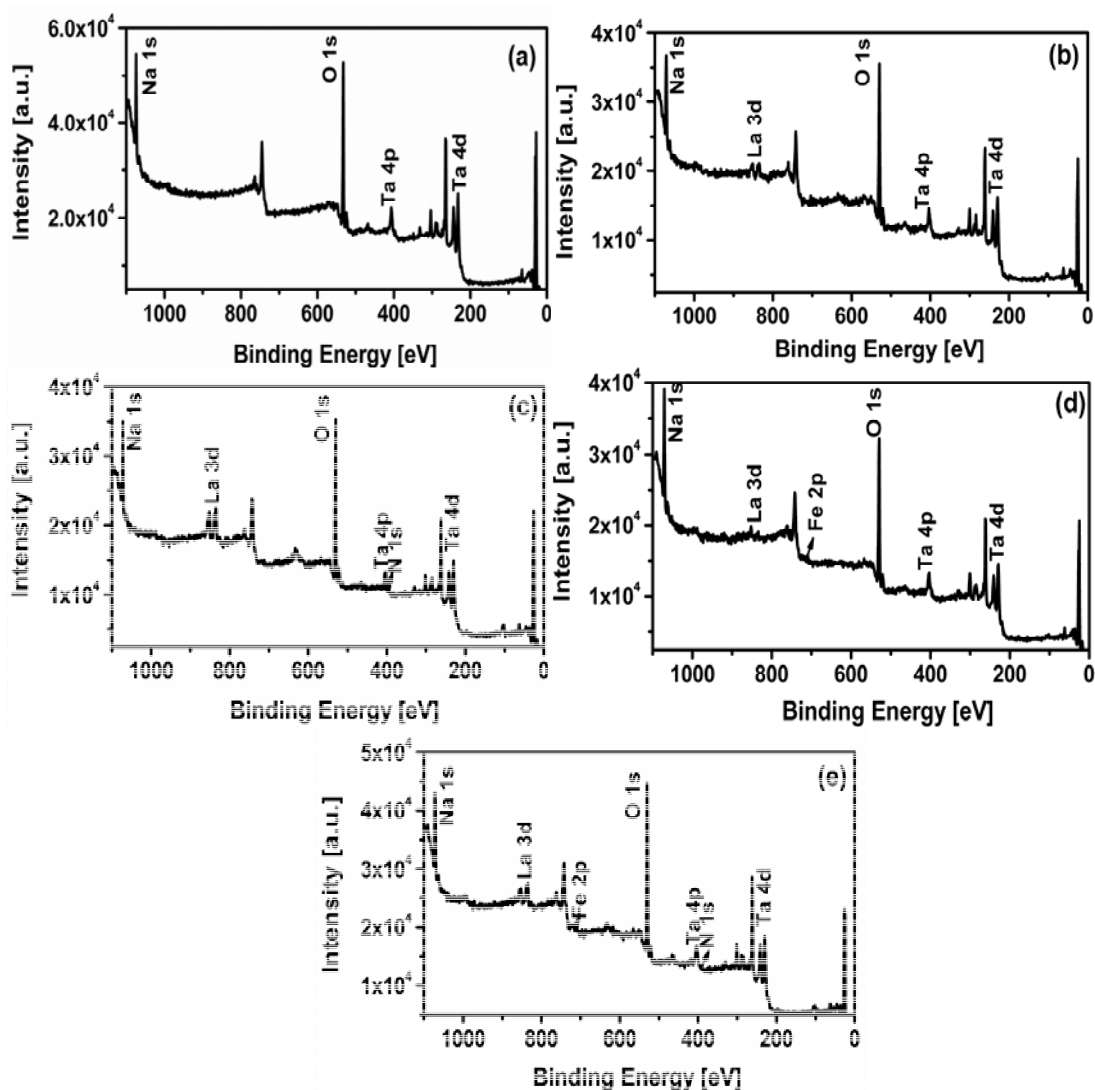 (a)
Intensity [a.u.]
6.0x10⁴
4.0x10⁴
2.0x10⁴
Na 1s
O 1s
Ta 4p
Ta 4d
1000 800 600 400 200 0
Binding Energy [eV]
(b)
Intensity [a.u.]
4x10⁴
3x10⁴
2x10⁴
1x10⁴
Na 1s
La 3d
O 1s
Ta 4p
Ta 4d
1000 800 600 400 200 0
Binding Energy [eV]
(c)
Intensity [a.u.]
4x10⁴
3x10⁴
2x10⁴
1x10⁴
Na 1s
La 3d
O 1s
Ta 4p
N 1s
Ta 4d
1000 800 600 400 200 0
Binding Energy [eV]
(d)
Intensity [a.u.]
4x10⁴
3x10⁴
2x10⁴
1x10⁴
Na 1s
La 3d
Fe 2p
O 1s
Ta 4p
Ta 4d
1000 800 600 400 200 0
Binding Energy [eV]
(e)
Intensity [a.u.]
5x10⁴
4x10⁴
3x10⁴
2x10⁴
1x10⁴
Na 1s
La 3d
Fe 2p
O 1s
Ta 4p
N 1s
Ta 4d
1000 800 600 400 200 0
Binding Energy [eV]